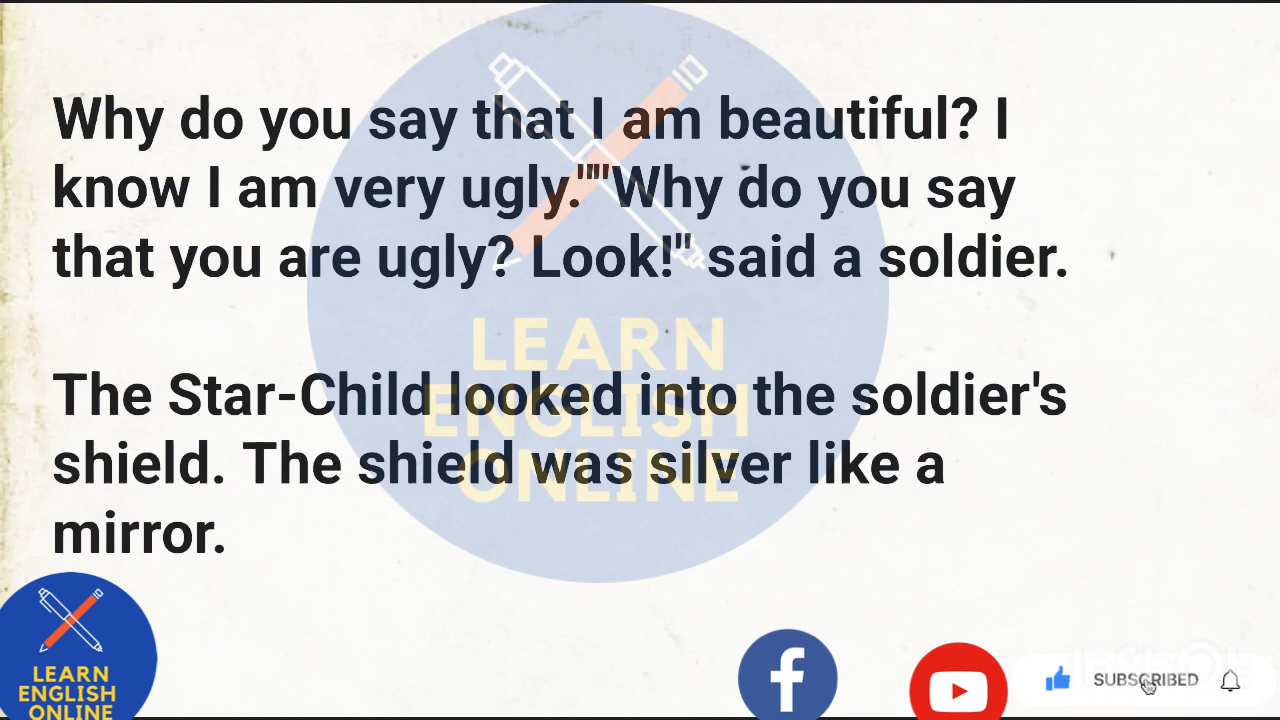 Why do you say that I am beautiful? I
know I am very ugly.""Why do you say
that you are ugly? Look!" said a soldier.
The Star-Child looked into the soldier's
shield. The shield was silver like a
mirror.
LEARN
ENGLISH
ONLINE
LEARN
ENGLISH
ONLINE
SUBSCRIBED